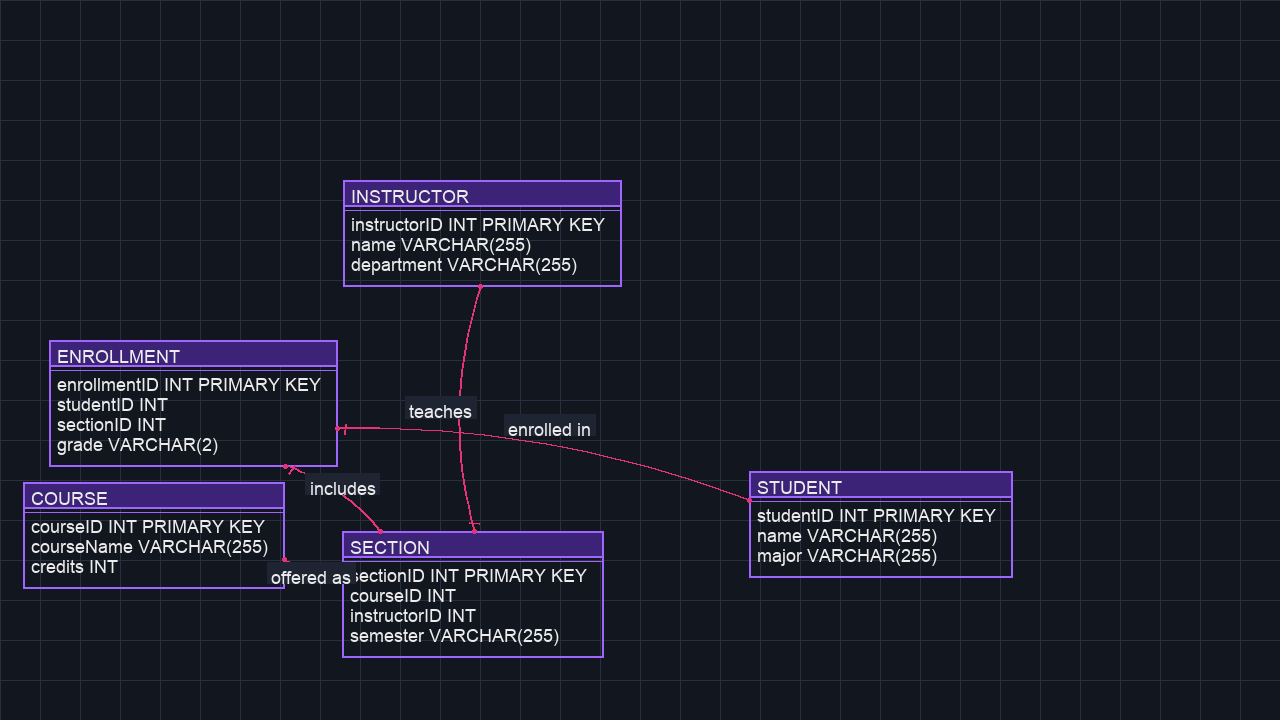 INSTRUCTOR
instructorID INT PRIMARY KEY
name VARCHAR(255)
department VARCHAR(255)
ENROLLMENT
enrollmentID INT PRIMARY KEY
studentID INT
sectionID INT
grade VARCHAR(2)
teaches
enrolled in
includes
COURSE
courseID INT PRIMARY KEY
courseName VARCHAR(255)
credits INT
offered as
SECTION
sectionID INT PRIMARY KEY
courseID INT
instructorID INT
semester VARCHAR(255)
STUDENT
studentID INT PRIMARY KEY
name VARCHAR(255)
major VARCHAR(255)